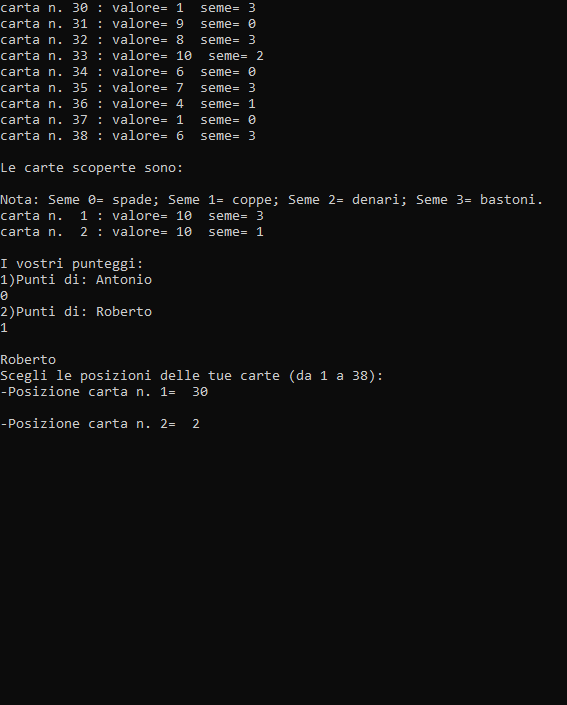 carta n. 30 : valore= 1  seme= 3
carta n. 31 : valore= 9  seme= 0
carta n. 32 : valore= 8  seme= 3
carta n. 33 : valore= 10  seme= 2
carta n. 34 : valore= 6  seme= 0
carta n. 35 : valore= 7  seme= 3
carta n. 36 : valore= 4  seme= 1
carta n. 37 : valore= 1  seme= 0
carta n. 38 : valore= 6  seme= 3
Le carte scoperte sono:
Nota: Seme 0= spade; Seme 1= coppe; Seme 2= denari; Seme 3= bastoni.
carta n.  1 : valore= 10  seme= 3
carta n.  2 : valore= 10  seme= 1
I vostri punteggi:
1)Punti di: Antonio
0
2)Punti di: Roberto
1
Roberto
Scegli le posizioni delle tue carte (da 1 a 38):
-Posizione carta n. 1=  30
-Posizione carta n. 2=  2